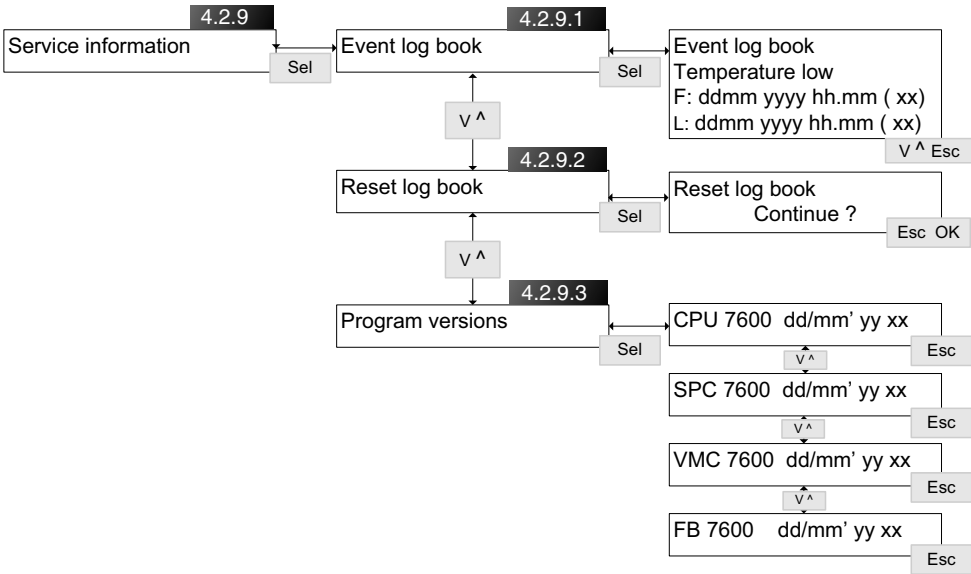 4.2.9
Service information
Sel
4.2.9.1
Event log book
Sel
Event log book
Temperature low
F: ddmm yyyy hh.mm ( xx)
L: ddmm yyyy hh.mm ( xx)
V ^ Esc
V ^
4.2.9.2
Reset log book
Sel
Reset log book
Continue ?
Esc OK
V ^
4.2.9.3
Program versions
Sel
CPU 7600 dd/mm' yy xx
Esc
V ^
SPC 7600 dd/mm' yy xx
Esc
V ^
VMC 7600 dd/mm' yy xx
Esc
V ^
FB 7600 dd/mm' yy xx
Esc